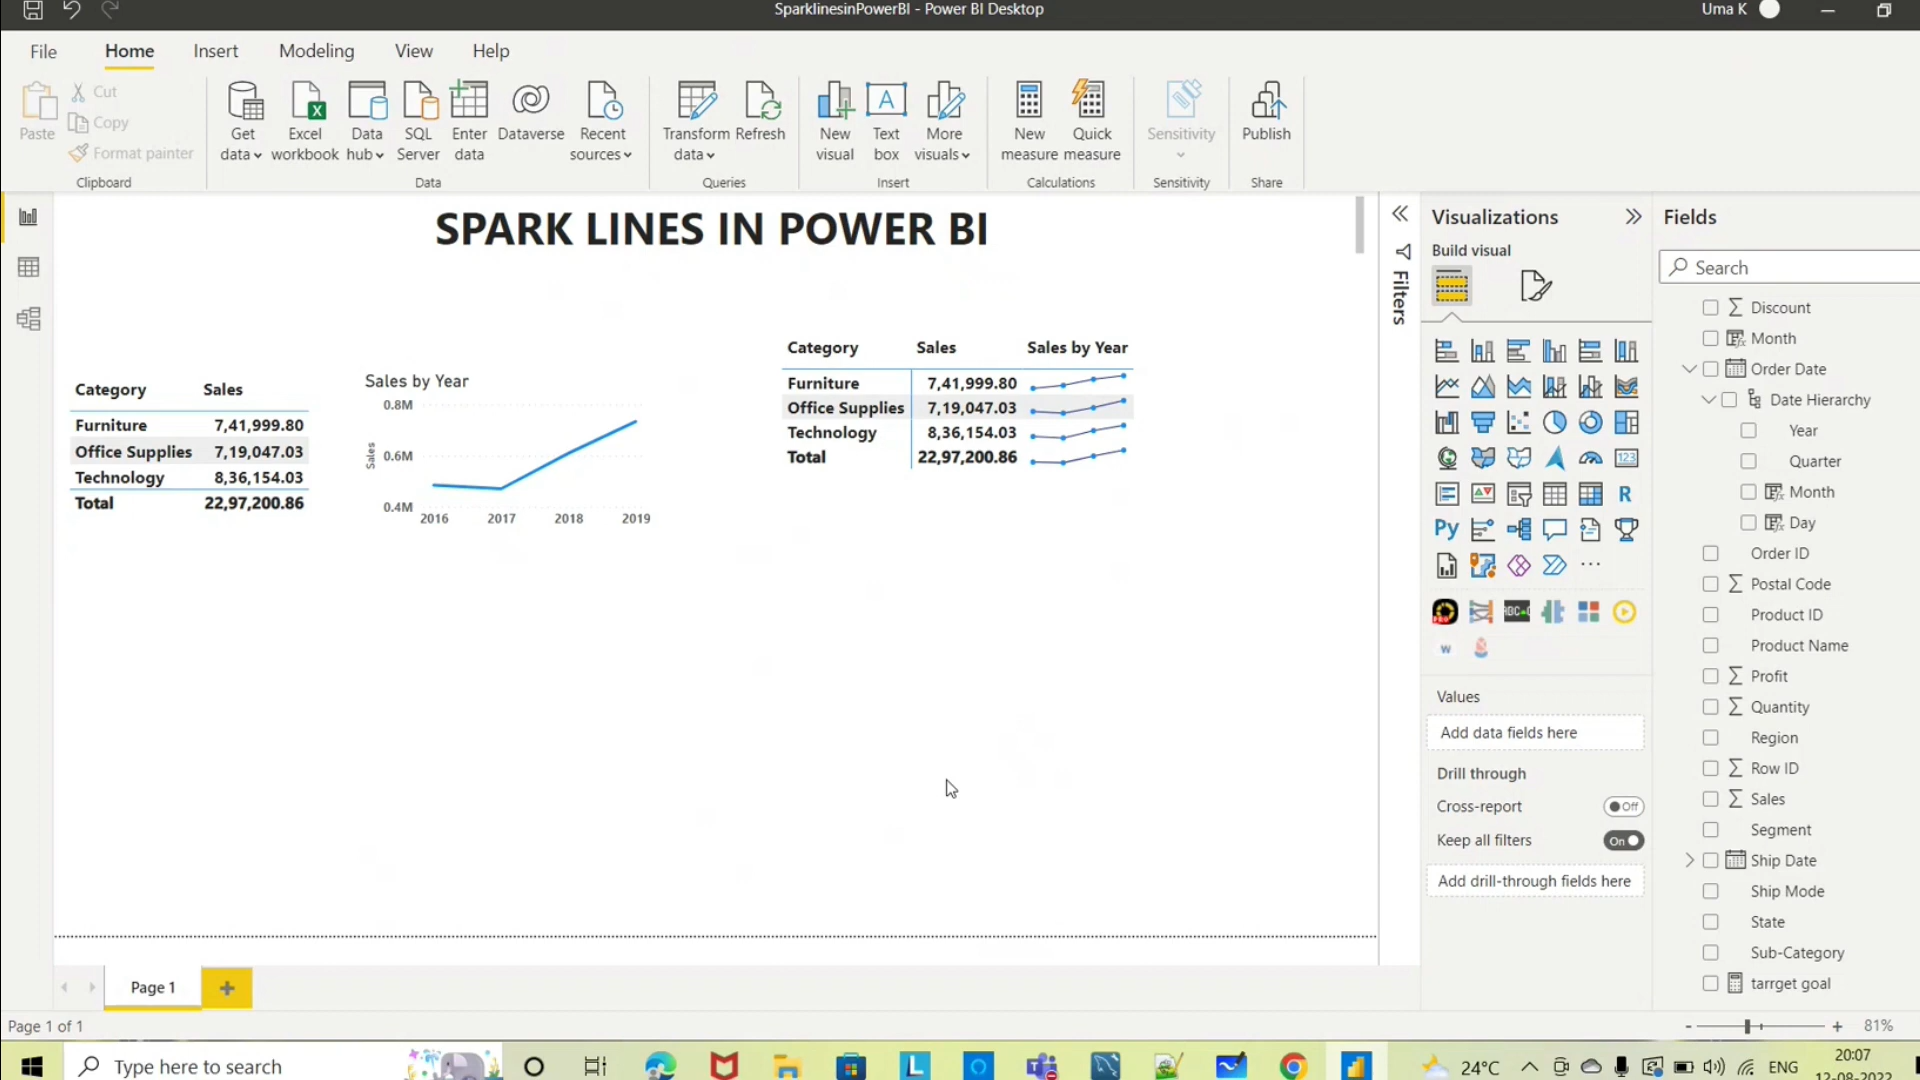 SparklinesinPowerBI - Power BI Desktop
Uma K
File Home Insert Modeling View Help
Paste
Cut
Copy
Format painter
Clipboard
Get data
Excel workbook
Data hub
SQL Server
Enter data
Dataverse
Recent sources
Data
Transform data
Refresh
Queries
New visual
Text box
More visuals
Insert
New measure
Quick measure
Calculations
Sensitivity
Sensitivity
Publish
Share
SPARK LINES IN POWER BI
Category Sales
Furniture 7,41,999.80
Office Supplies 7,19,047.03
Technology 8,36,154.03
Total 22,97,200.86
Sales by Year
0.8M
0.6M
0.4M
Sales
2016 2017 2018 2019
Category Sales Sales by Year
Furniture 7,41,999.80
Office Supplies 7,19,047.03
Technology 8,36,154.03
Total 22,97,200.86
Filters
Visualizations
Build visual
123
R
Py
PRO
w
Values
Add data fields here
Drill through
Cross-report Off
Keep all filters On
Add drill-through fields here
Fields
Search
Discount
Month
Order Date
Date Hierarchy
Year
Quarter
Month
Day
Order ID
Postal Code
Product ID
Product Name
Profit
Quantity
Region
Row ID
Sales
Segment
Ship Date
Ship Mode
State
Sub-Category
tarrget goal
Page 1
Page 1 of 1
81%
Type here to search
24°C
ENG
20:07
12-08-2022